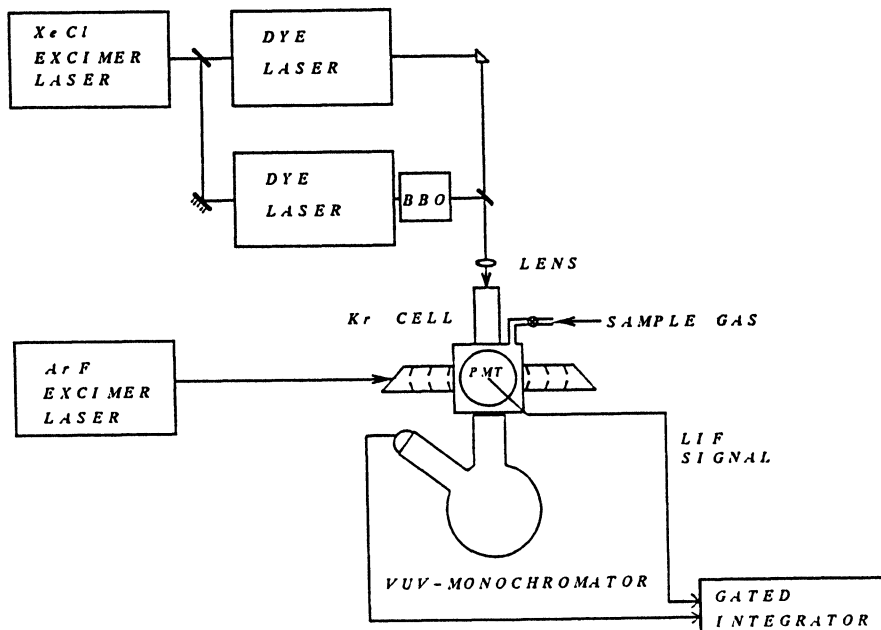 XeCl
EXCIMER
LASER
DYE
LASER
DYE
LASER
BBO
LENS
Kr CELL
SAMPLE GAS
ArF
EXCIMER
LASER
PMT
LIF
SIGNAL
VUV-MONOCHROMATOR
GATED
INTEGRATOR